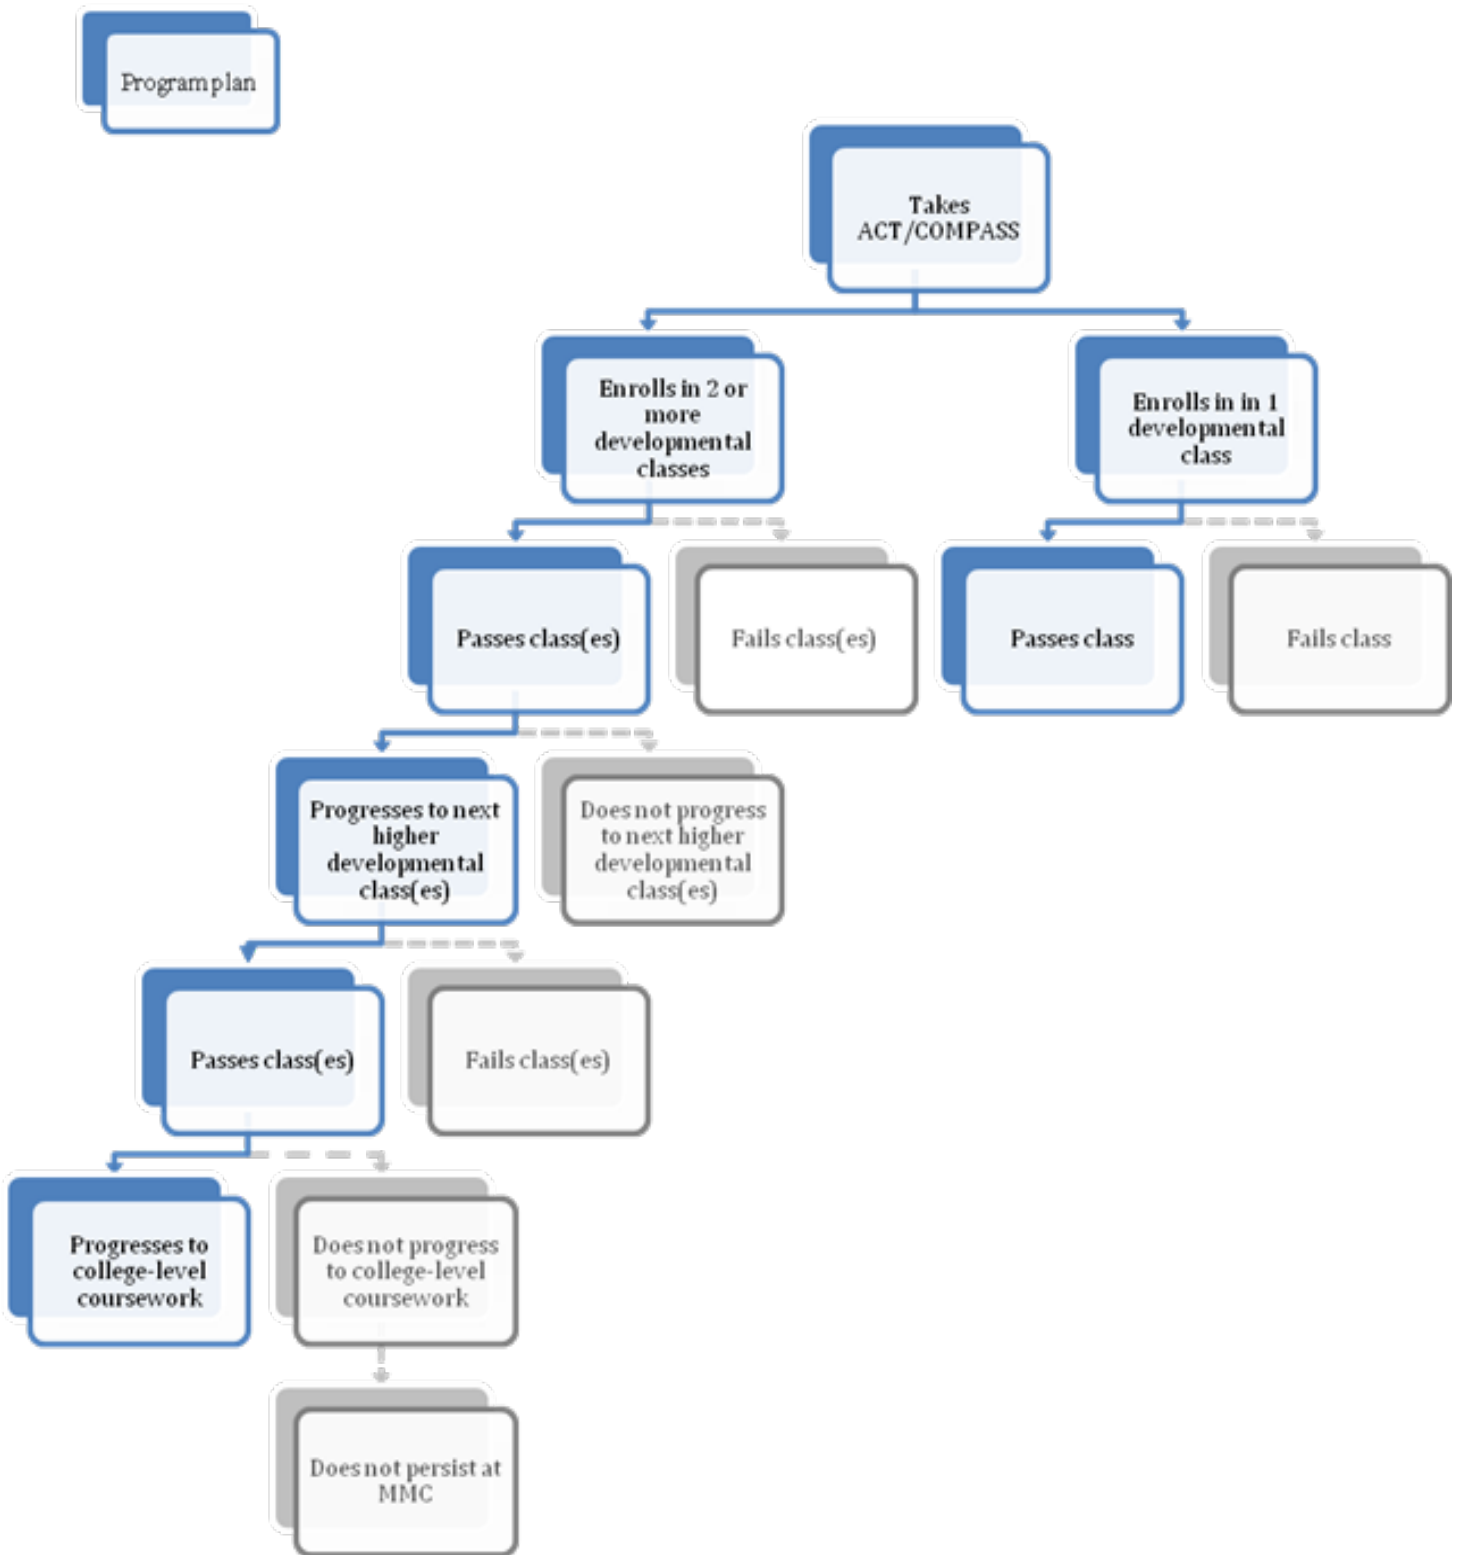 Program plan
Takes
ACT/COMPASS
Enrolls in 2 or
more
developmental
classes
Enrolls in in 1
developmental
class
Passes class(es)
Fails class(es)
Passes class
Fails class
Progresses to next
higher
developmental
class(es)
Does not progress
to next higher
developmental
class(es)
Passes class(es)
Fails class(es)
Progresses to
college-level
coursework
Does not progress
to college-level
coursework
Does not persist at
MMC